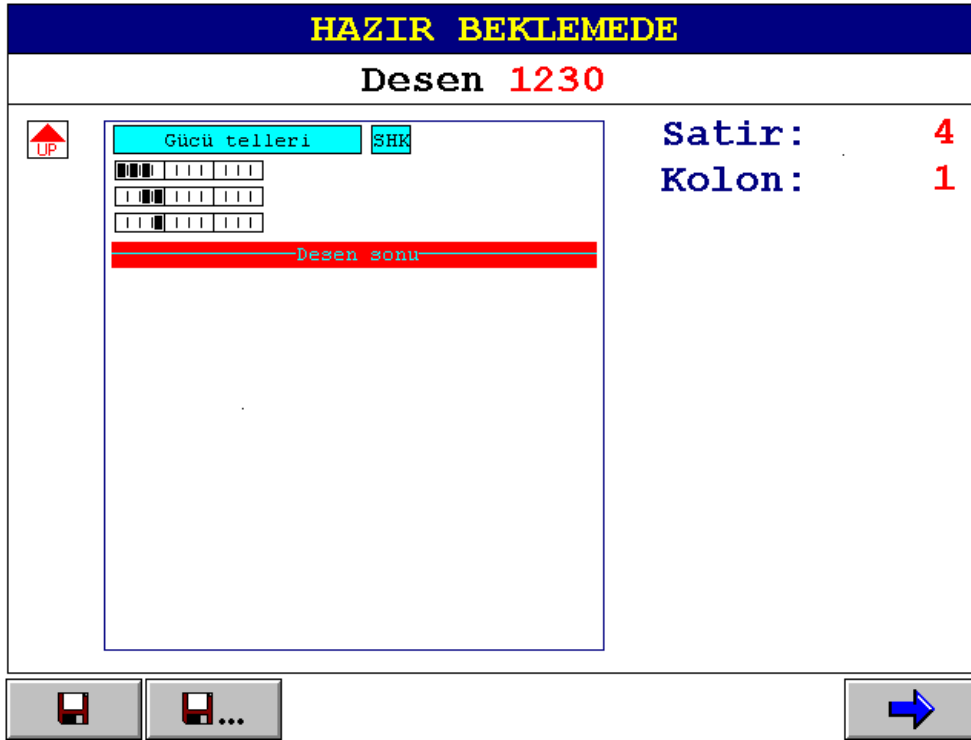 HAZIR BEKLEMEDE
Desen 1230
UP
Gücü telleri SHK
Desen sonu
Satir: 4
Kolon: 1
...